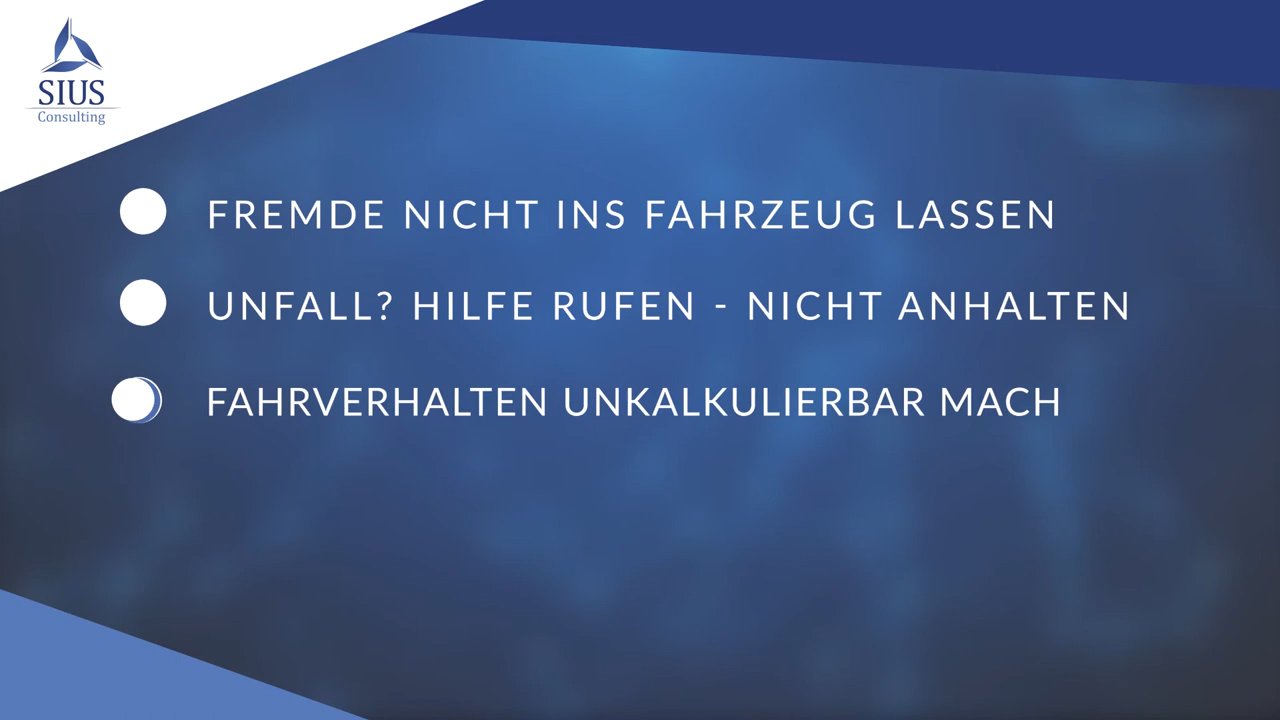 SIUS
Consulting
FREMDE NICHT INS FAHRZEUG LASSEN
UNFALL? HILFE RUFEN - NICHT ANHALTEN
FAHRVERHALTEN UNKALKULIERBAR MACH